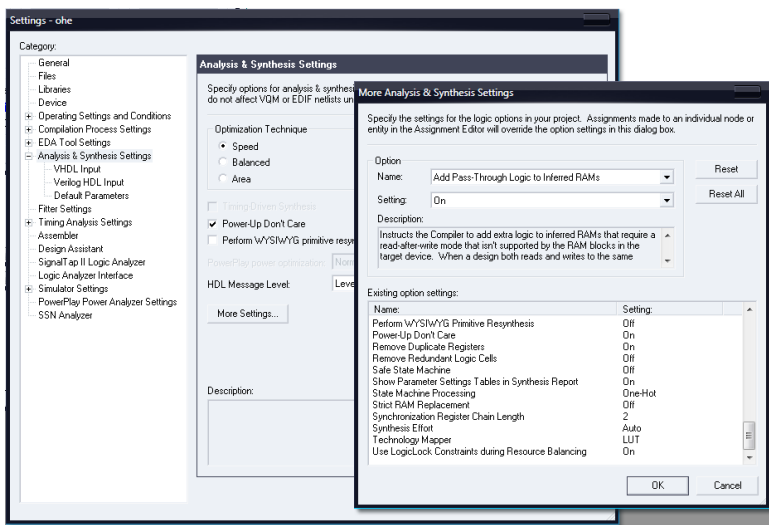 Settings - ohe
Category:
General
Files
Libraries
Device
Operating Settings and Conditions
Compilation Process Settings
EDA Tool Settings
Analysis & Synthesis Settings
VHDL Input
Verilog HDL Input
Default Parameters
Fitter Settings
Timing Analysis Settings
Assembler
Design Assistant
SignalTap II Logic Analyzer
Logic Analyzer Interface
Simulator Settings
PowerPlay Power Analyzer Settings
SSN Analyzer
Analysis & Synthesis Settings
Specify options for analysis & synthesi
do not affect VQM or EDIF netlists un
Optimization Technique
Speed
Balanced
Area
Timing-Driven Synthesis
Power-Up Don't Care
Perform WYSIWYG primitive resyn
PowerPlay power optimization: Norm
HDL Message Level: Leve
More Settings...
Description:
More Analysis & Synthesis Settings
Specify the settings for the logic options in your project. Assignments made to an individual node or
entity in the Assignment Editor will override the option settings in this dialog box.
Option
Name: Add Pass-Through Logic to Inferred RAMs
Setting: On
Description:
Instructs the Compiler to add extra logic to inferred RAMs that require a
read-after-write mode that isn't supported by the RAM blocks in the
target device. When a design both reads and writes to the same
Reset
Reset All
Existing option settings:
Name: Setting:
Perform WYSIWYG Primitive Resynthesis Off
Power-Up Don't Care On
Remove Duplicate Registers On
Remove Redundant Logic Cells Off
Safe State Machine Off
Show Parameter Settings Tables in Synthesis Report On
State Machine Processing One-Hot
Strict RAM Replacement Off
Synchronization Register Chain Length 2
Synthesis Effort Auto
Technology Mapper LUT
Use LogicLock Constraints during Resource Balancing On
OK Cancel